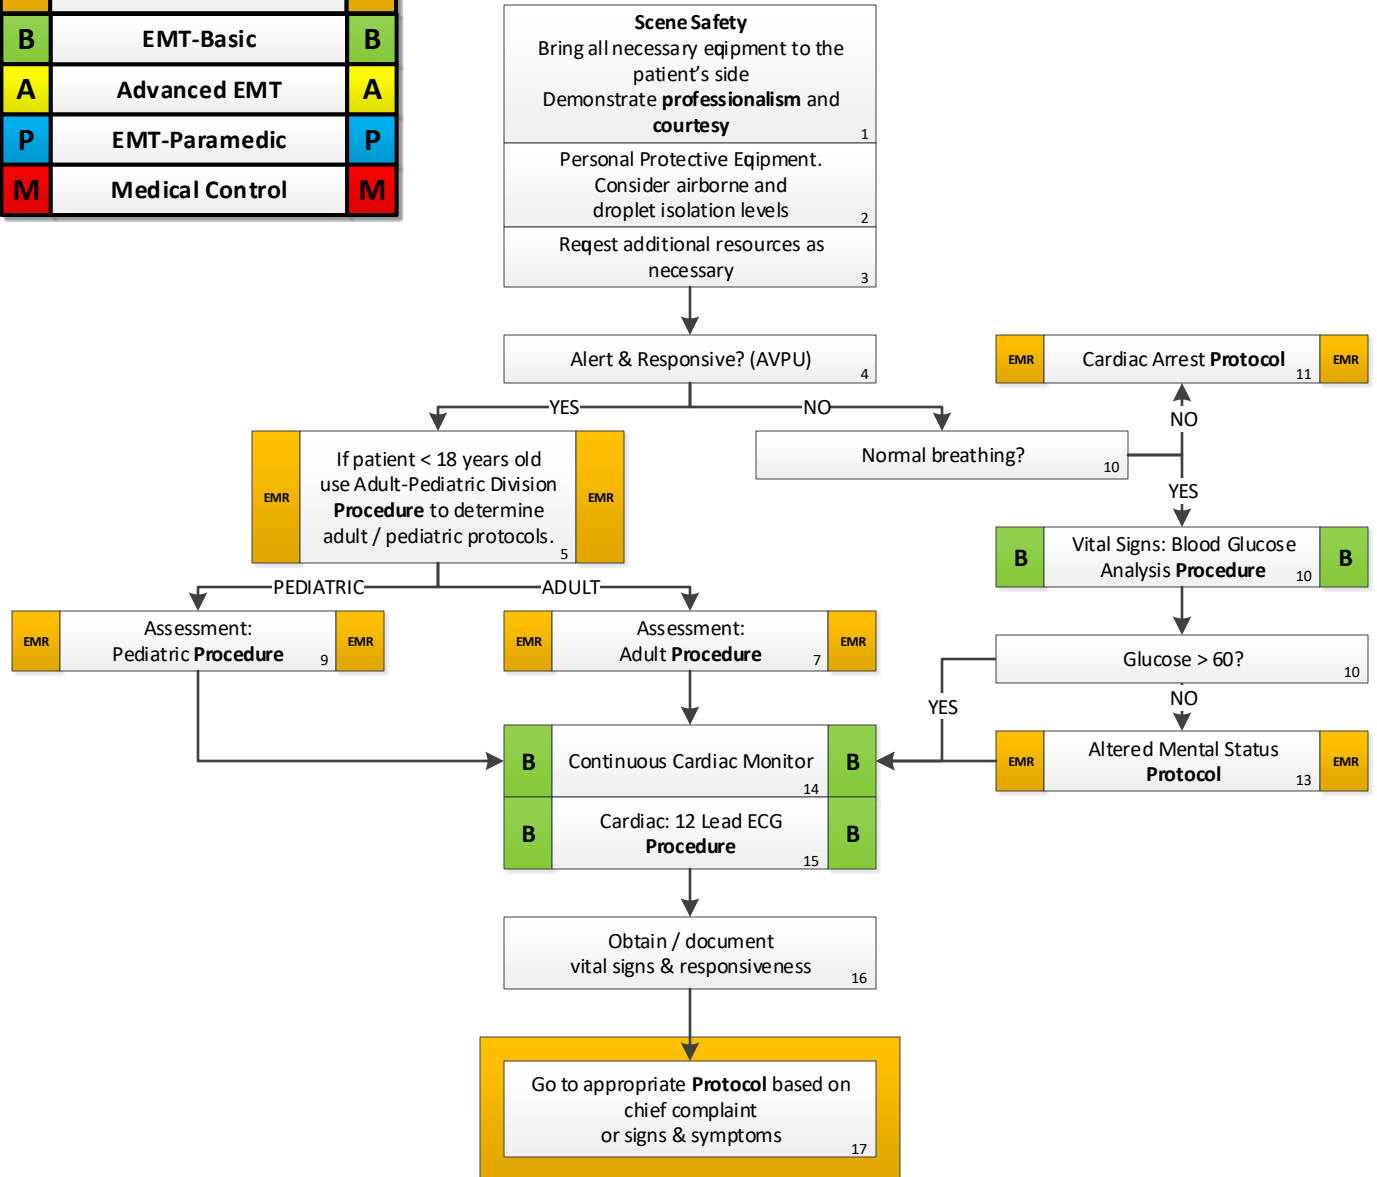 B EMT-Basic B
A Advanced EMT A
P EMT-Paramedic P
M Medical Control M
Scene Safety
Bring all necessary eqipment to the
patient's side
Demonstrate professionalism and
courtesy
1
Personal Protective Eqipment.
Consider airborne and
droplet isolation levels
2
Reqest additional resources as
necessary
3
Alert & Responsive? (AVPU)
4
YES
NO
EMR Cardiac Arrest Protocol EMR
11
NO
Normal breathing?
10
YES
EMR
If patient < 18 years old
use Adult-Pediatric Division
Procedure to determine
adult / pediatric protocols.
5
EMR
B
Vital Signs: Blood Glucose
Analysis Procedure
10
B
PEDIATRIC
ADULT
EMR
Assessment:
Pediatric Procedure
9
EMR
EMR
Assessment:
Adult Procedure
7
EMR
Glucose > 60?
10
YES
NO
B Continuous Cardiac Monitor B
14
EMR
Altered Mental Status
Protocol
13
EMR
B
Cardiac: 12 Lead ECG
Procedure
15
B
Obtain / document
vital signs & responsiveness
16
Go to appropriate Protocol based on
chief complaint
or signs & symptoms
17